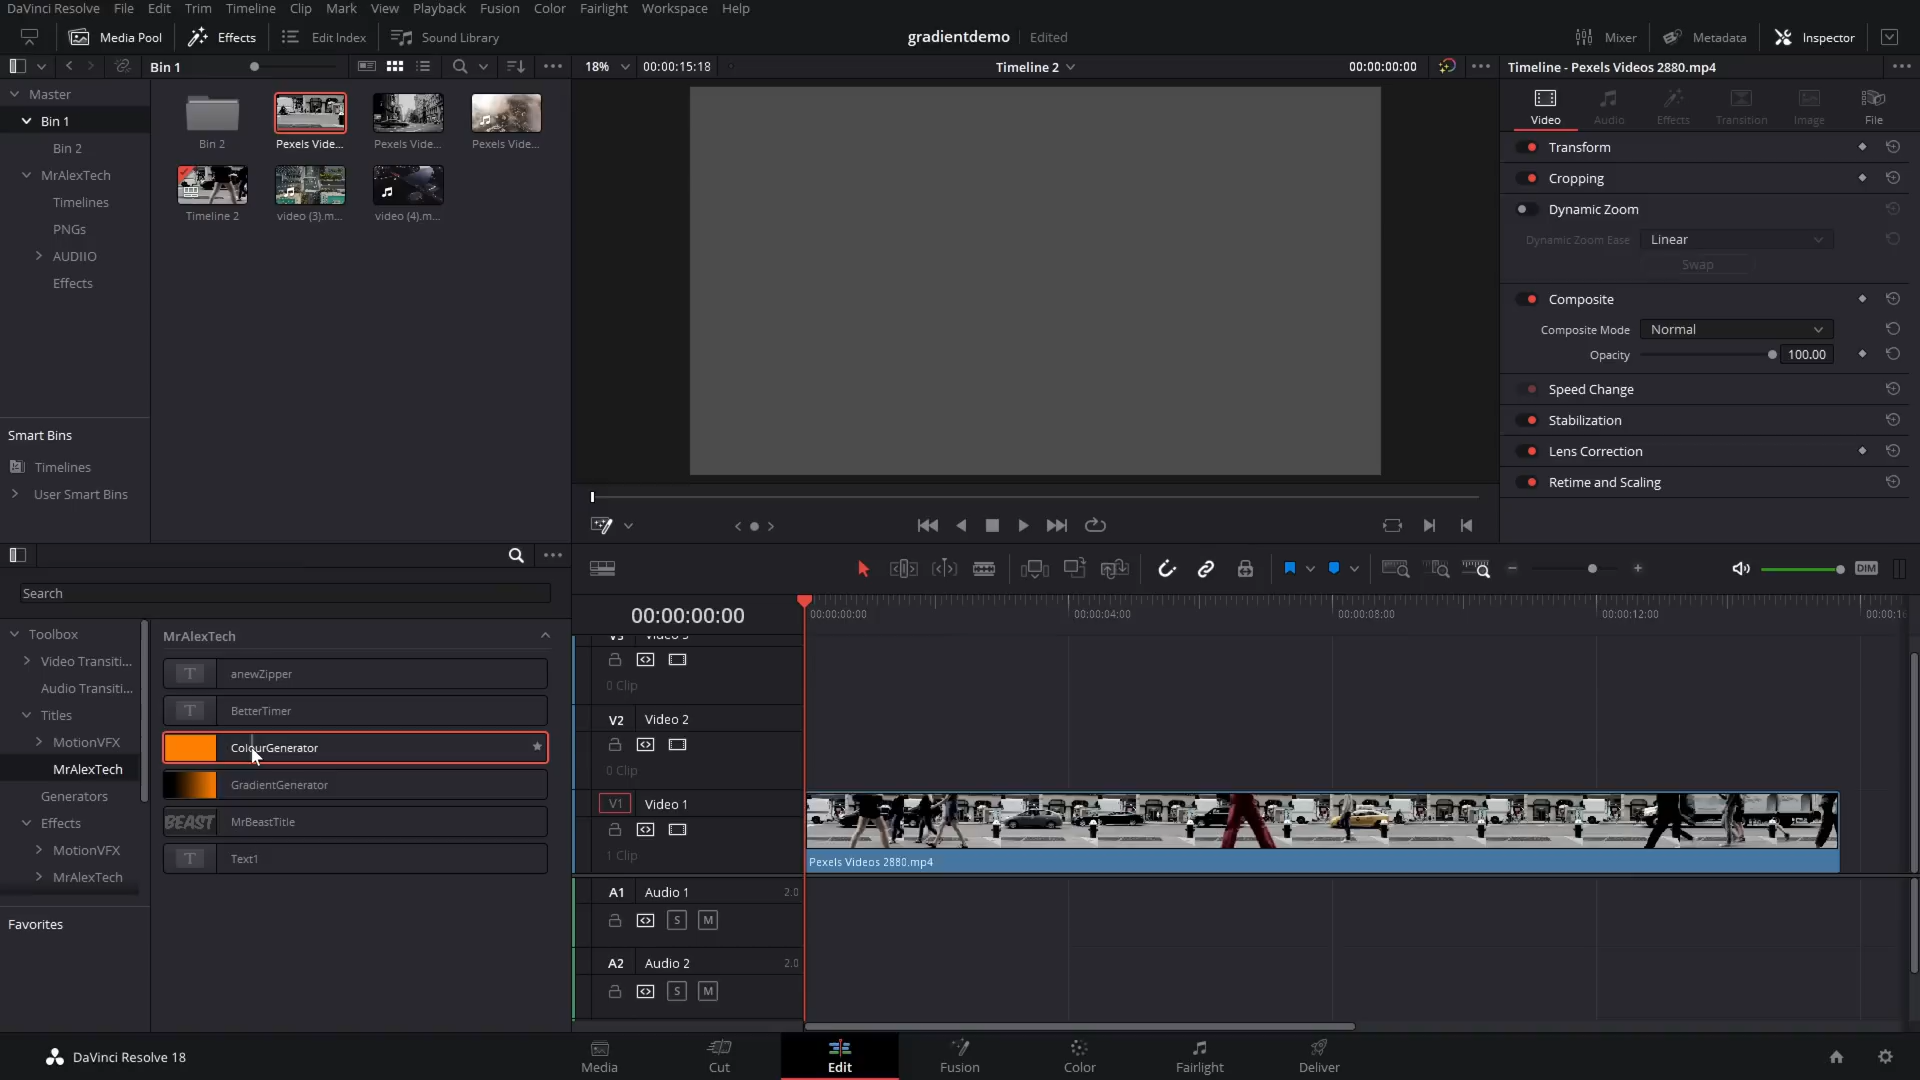 DaVinci Resolve File Edit Trim Timeline Clip Mark View Playback Fusion Color Fairlight Workspace Help
Media Pool Effects Edit Index Sound Library gradientdemo Edited Mixer Metadata Inspector
Bin 1 18% 00:00:15:18 Timeline 2 00:00:00:00 Timeline - Pexels Videos 2880.mp4
Master
Bin 1
Bin 2
MrAlexTech
Timelines
PNGs
AUDIIO
Effects
Smart Bins
Timelines
User Smart Bins
Bin 2 Pexels Vide... Pexels Vide... Pexels Vide...
Timeline 2 video (3).m... video (4).m...
Video Audio Effects Transition Image File
Transform
Cropping
Dynamic Zoom
Dynamic Zoom Ease Linear
Swap
Composite
Composite Mode Normal
Opacity 100.00
Speed Change
Stabilization
Lens Correction
Retime and Scaling
Search
Toolbox
Video Transiti...
Audio Transiti...
Titles
MotionVFX
MrAlexTech
Generators
Effects
MotionVFX
MrAlexTech
Favorites
MrAlexTech
T anewZipper
T BetterTimer
ColourGenerator
GradientGenerator
BEAST MrBeastTitle
T Text1
DIM
00:00:00:00 00:00:00:00 00:00:04:00 00:00:08:00 00:00:12:00
0 Clip
V2 Video 2
0 Clip
V1 Video 1
1 Clip
Pexels Videos 2880.mp4
A1 Audio 1 2.0
S M
A2 Audio 2 2.0
S M
DaVinci Resolve 18 Media Cut Edit Fusion Color Fairlight Deliver